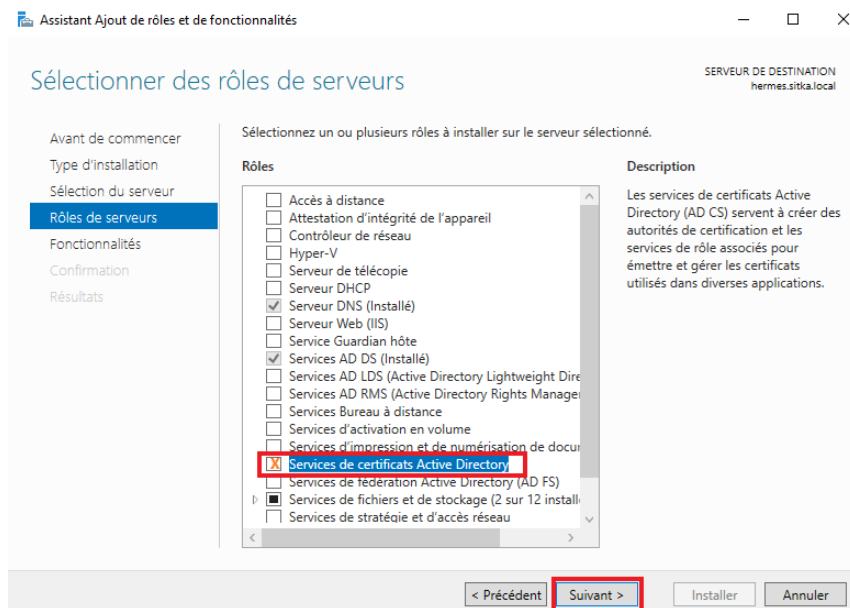 Assistant Ajout de rôles et de fonctionnalités
Sélectionner des rôles de serveurs
SERVEUR DE DESTINATION
hermes.sitka.local
Avant de commencer
Type d'installation
Sélection du serveur
Rôles de serveurs
Fonctionnalités
Confirmation
Résultats
Sélectionnez un ou plusieurs rôles à installer sur le serveur sélectionné.
Rôles
Accès à distance
Attestation d'intégrité de l'appareil
Contrôleur de réseau
Hyper-V
Serveur de télécopie
Serveur DHCP
Serveur DNS (Installé)
Serveur Web (IIS)
Service Guardian hôte
Services AD DS (Installé)
Services AD LDS (Active Directory Lightweight Dire
Services AD RMS (Active Directory Rights Manage
Services Bureau à distance
Services d'activation en volume
Services d'impression et de numérisation de docu
X Services de certificats Active Directory
Services de fédération Active Directory (AD FS)
Services de fichiers et de stockage (2 sur 12 install
Services de stratégie et d'accès réseau
Description
Les services de certificats Active
Directory (AD CS) servent à créer des
autorités de certification et les
services de rôle associés pour
émettre et gérer les certificats
utilisés dans diverses applications.
< Précédent
Suivant >
Installer
Annuler